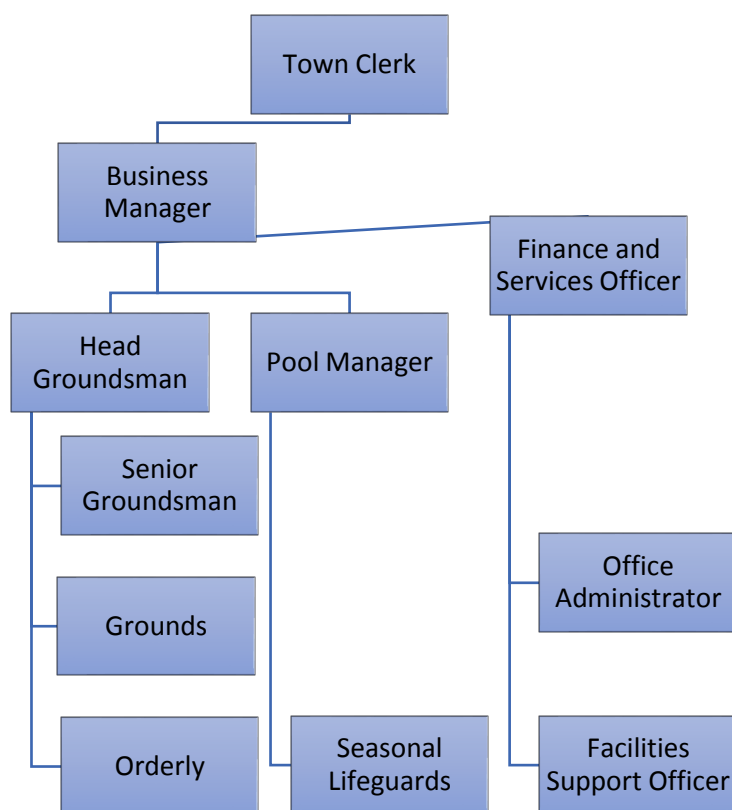 Town Clerk
Business
Manager
Finance and
Services Officer
Head
Groundsman
Pool Manager
Senior
Groundsman
Grounds
Orderly
Seasonal
Lifeguards
Office
Administrator
Facilities
Support Officer